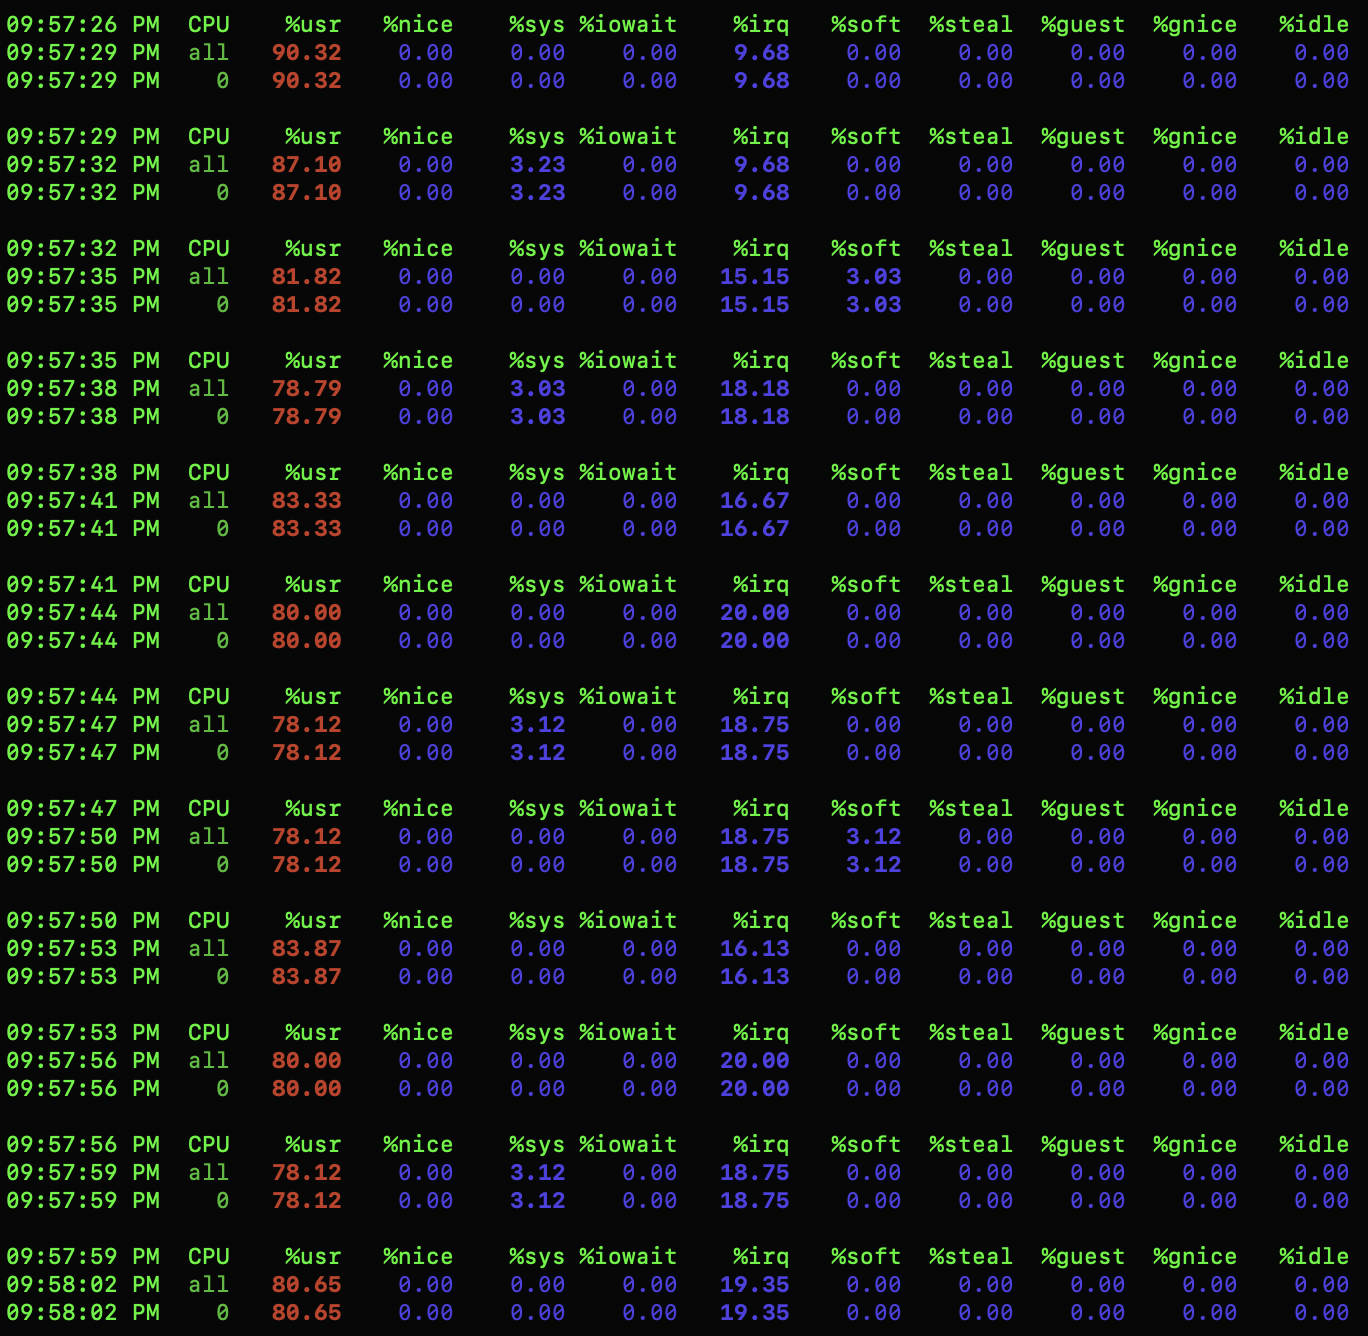 09:57:26 PM  CPU    %usr   %nice    %sys %iowait    %irq   %soft  %steal  %guest  %gnice   %idle
09:57:29 PM  all   90.32    0.00    0.00    0.00    9.68    0.00    0.00    0.00    0.00    0.00
09:57:29 PM    0   90.32    0.00    0.00    0.00    9.68    0.00    0.00    0.00    0.00    0.00

09:57:29 PM  CPU    %usr   %nice    %sys %iowait    %irq   %soft  %steal  %guest  %gnice   %idle
09:57:32 PM  all   87.10    0.00    3.23    0.00    9.68    0.00    0.00    0.00    0.00    0.00
09:57:32 PM    0   87.10    0.00    3.23    0.00    9.68    0.00    0.00    0.00    0.00    0.00

09:57:32 PM  CPU    %usr   %nice    %sys %iowait    %irq   %soft  %steal  %guest  %gnice   %idle
09:57:35 PM  all   81.82    0.00    0.00    0.00   15.15    3.03    0.00    0.00    0.00    0.00
09:57:35 PM    0   81.82    0.00    0.00    0.00   15.15    3.03    0.00    0.00    0.00    0.00

09:57:35 PM  CPU    %usr   %nice    %sys %iowait    %irq   %soft  %steal  %guest  %gnice   %idle
09:57:38 PM  all   78.79    0.00    3.03    0.00   18.18    0.00    0.00    0.00    0.00    0.00
09:57:38 PM    0   78.79    0.00    3.03    0.00   18.18    0.00    0.00    0.00    0.00    0.00

09:57:38 PM  CPU    %usr   %nice    %sys %iowait    %irq   %soft  %steal  %guest  %gnice   %idle
09:57:41 PM  all   83.33    0.00    0.00    0.00   16.67    0.00    0.00    0.00    0.00    0.00
09:57:41 PM    0   83.33    0.00    0.00    0.00   16.67    0.00    0.00    0.00    0.00    0.00

09:57:41 PM  CPU    %usr   %nice    %sys %iowait    %irq   %soft  %steal  %guest  %gnice   %idle
09:57:44 PM  all   80.00    0.00    0.00    0.00   20.00    0.00    0.00    0.00    0.00    0.00
09:57:44 PM    0   80.00    0.00    0.00    0.00   20.00    0.00    0.00    0.00    0.00    0.00

09:57:44 PM  CPU    %usr   %nice    %sys %iowait    %irq   %soft  %steal  %guest  %gnice   %idle
09:57:47 PM  all   78.12    0.00    3.12    0.00   18.75    0.00    0.00    0.00    0.00    0.00
09:57:47 PM    0   78.12    0.00    3.12    0.00   18.75    0.00    0.00    0.00    0.00    0.00

09:57:47 PM  CPU    %usr   %nice    %sys %iowait    %irq   %soft  %steal  %guest  %gnice   %idle
09:57:50 PM  all   78.12    0.00    0.00    0.00   18.75    3.12    0.00    0.00    0.00    0.00
09:57:50 PM    0   78.12    0.00    0.00    0.00   18.75    3.12    0.00    0.00    0.00    0.00

09:57:50 PM  CPU    %usr   %nice    %sys %iowait    %irq   %soft  %steal  %guest  %gnice   %idle
09:57:53 PM  all   83.87    0.00    0.00    0.00   16.13    0.00    0.00    0.00    0.00    0.00
09:57:53 PM    0   83.87    0.00    0.00    0.00   16.13    0.00    0.00    0.00    0.00    0.00

09:57:53 PM  CPU    %usr   %nice    %sys %iowait    %irq   %soft  %steal  %guest  %gnice   %idle
09:57:56 PM  all   80.00    0.00    0.00    0.00   20.00    0.00    0.00    0.00    0.00    0.00
09:57:56 PM    0   80.00    0.00    0.00    0.00   20.00    0.00    0.00    0.00    0.00    0.00

09:57:56 PM  CPU    %usr   %nice    %sys %iowait    %irq   %soft  %steal  %guest  %gnice   %idle
09:57:59 PM  all   78.12    0.00    3.12    0.00   18.75    0.00    0.00    0.00    0.00    0.00
09:57:59 PM    0   78.12    0.00    3.12    0.00   18.75    0.00    0.00    0.00    0.00    0.00

09:57:59 PM  CPU    %usr   %nice    %sys %iowait    %irq   %soft  %steal  %guest  %gnice   %idle
09:58:02 PM  all   80.65    0.00    0.00    0.00   19.35    0.00    0.00    0.00    0.00    0.00
09:58:02 PM    0   80.65    0.00    0.00    0.00   19.35    0.00    0.00    0.00    0.00    0.00